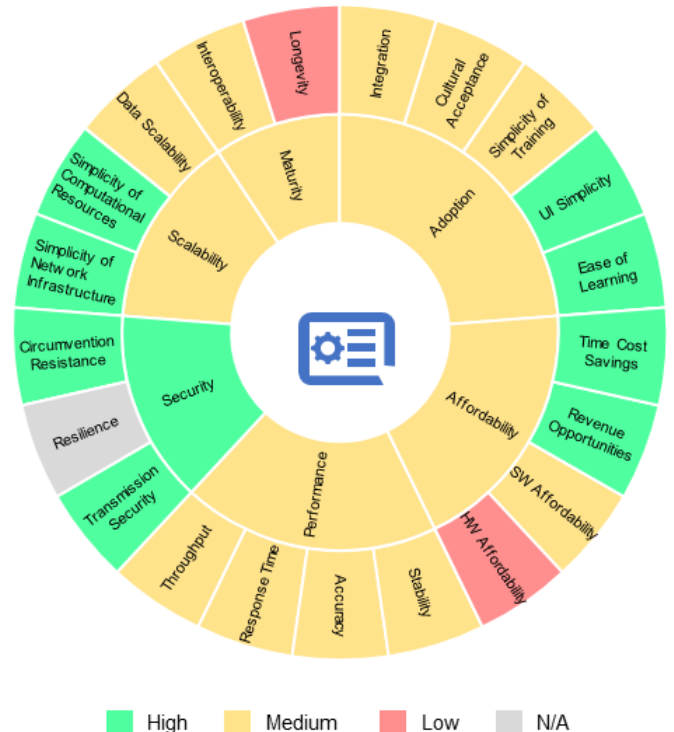 Integration
Cultural
Acceptance
Simplicity of
Training
UI Simplicity
Ease of
Learning
Time Cost
Savings
Revenue
Opportunities
SW Affordability
HW Affordability
Stability
Accuracy
Response Time
Throughput
Transmission
Security
Resilience
Circumvention
Resistance
Simplicity of
Network
Infrastructure
Simplicity of
Computational
Resources
Data Scalability
Interoperability
Longevity
Adoption
Affordability
Performance
Security
Scalability
Maturity
High
Medium
Low
N/A